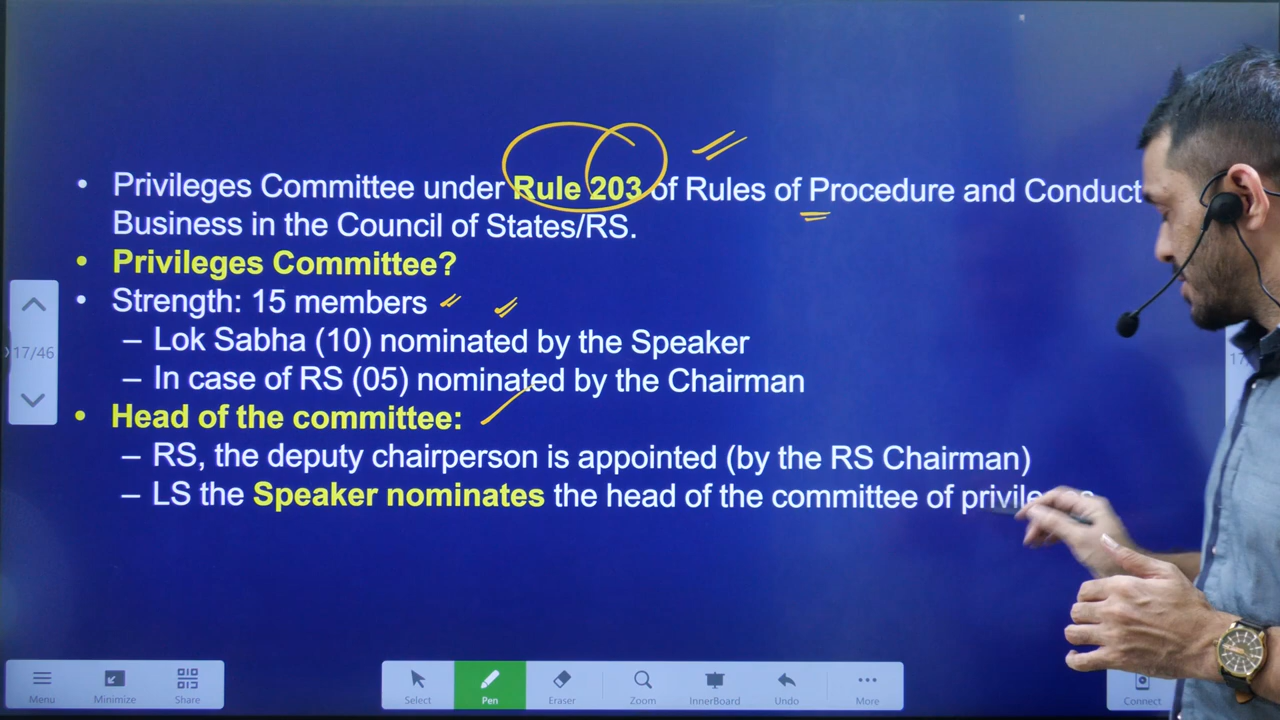 • Privileges Committee under Rule 203 of Rules of Procedure and Conduct
Business in the Council of States/RS.
• Privileges Committee?
• Strength: 15 members
– Lok Sabha (10) nominated by the Speaker
– In case of RS (05) nominated by the Chairman
• Head of the committee:
– RS, the deputy chairperson is appointed (by the RS Chairman)
– LS the Speaker nominates the head of the committee of
17/46
17
Menu
Minimize
Share
Select
Pen
Eraser
Zoom
InnerBoard
Undo
More
Connect